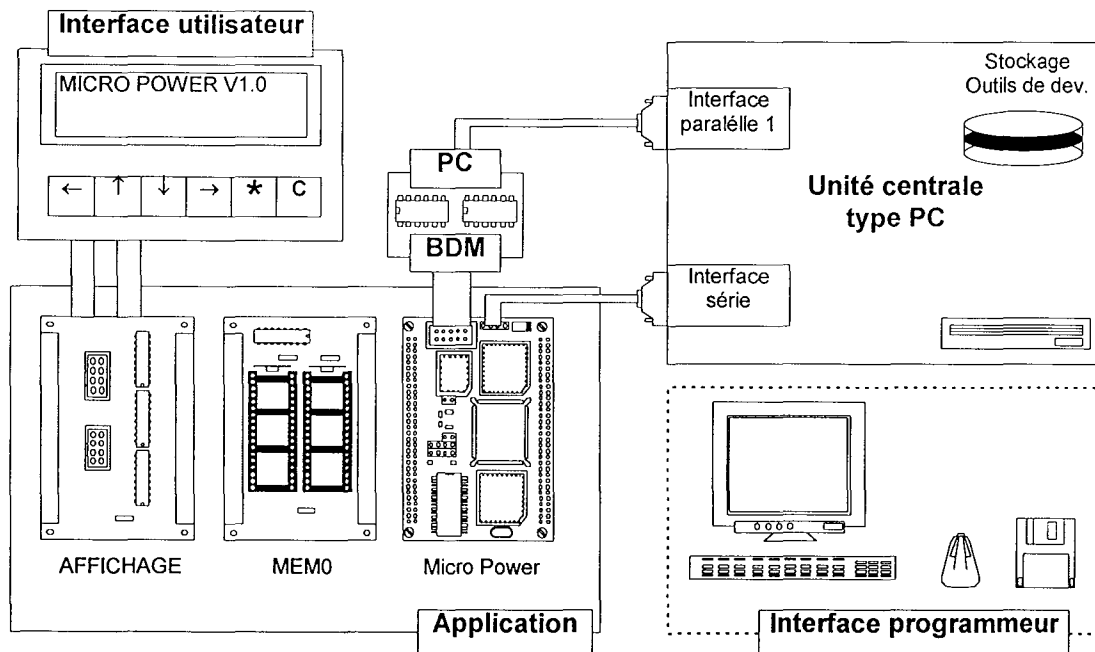 Interface utilisateur
MICRO POWER V1.0
← ↑ ↓ → * C
PC
BDM
Interface
paralélle 1
Stockage
Outils de dev.
Unité centrale
type PC
Interface
série
AFFICHAGE
MEM0
Micro Power
Application
Interface programmeur